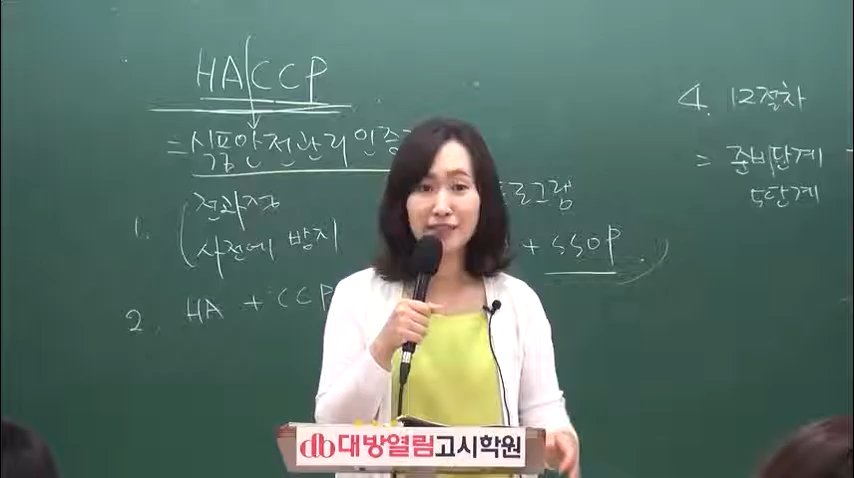 HACCP
= 식품안전관리인증
전과정
1. 사전에 방지
로그램
+ SSOP
2. HA + CCP
4. 12절차
= 준비단계
5단계
db대방열림고시학원